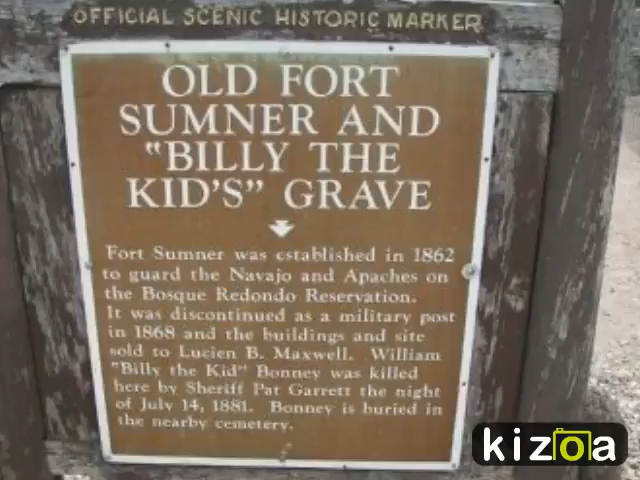 OFFICIAL SCENIC HISTORIC MARKER
OLD FORT
SUMNER AND
"BILLY THE
KID'S" GRAVE
Fort Sumner was established in 1862
to guard the Navajo and Apaches on
the Bosque Redondo Reservation.
It was discontinued as a military post
in 1868 and the buildings and site
sold to Lucien B. Maxwell. William
"Billy the Kid" Bonney was killed
here by Sheriff Pat Garrett the night
of July 14, 1881. Bonney is buried in
the nearby cemetery.
kizoa